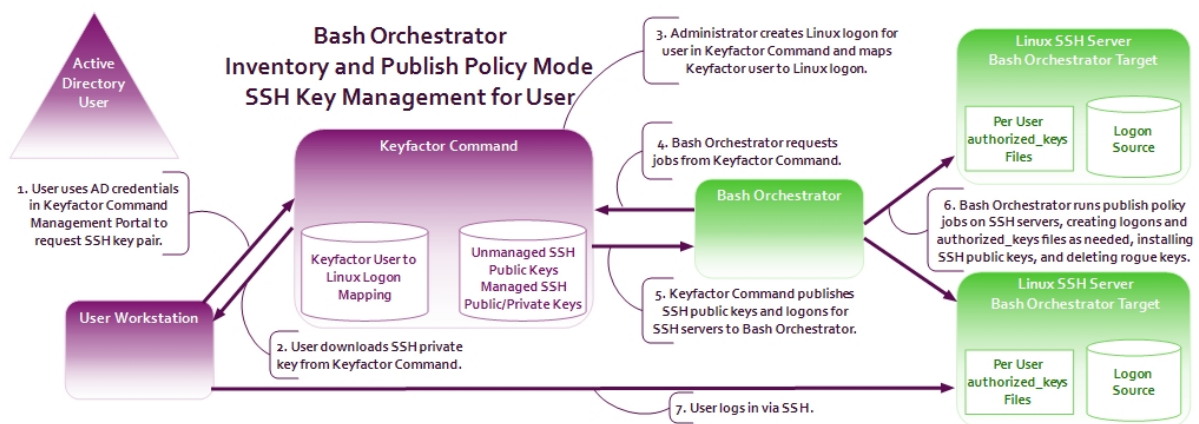 Bash Orchestrator
Inventory and Publish Policy Mode
SSH Key Management for User
Active
Directory
User
1. User uses AD credentials
in Keyfactor Command
Management Portal to
request SSH key pair.
User Workstation
2. User downloads SSH private
key from Keyfactor Command.
Keyfactor Command
Keyfactor User to
Linux Logon
Mapping
Unmanaged SSH
Public Keys
Managed SSH
Public/Private Keys
3. Administrator creates Linux logon for
user in Keyfactor Command and maps
Keyfactor user to Linux logon.
4. Bash Orchestrator requests
jobs from Keyfactor Command.
Bash Orchestrator
5. Keyfactor Command publishes
SSH public keys and logons for
SSH servers to Bash Orchestrator.
Linux SSH Server
Bash Orchestrator Target
Per User
authorized_keys
Files
Logon
Source
6. Bash Orchestrator runs publish policy
jobs on SSH servers, creating logons and
authorized_keys files as needed, installing
SSH public keys, and deleting rogue keys.
Linux SSH Server
Bash Orchestrator Target
Per User
authorized_keys
Files
Logon
Source
7. User logs in via SSH.